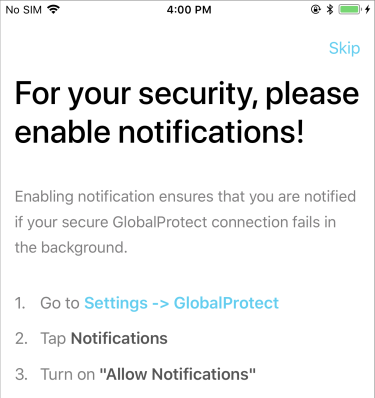 No SIM 4:00 PM
Skip
For your security, please
enable notifications!
Enabling notification ensures that you are notified
if your secure GlobalProtect connection fails in
the background.
1. Go to Settings -> GlobalProtect
2. Tap Notifications
3. Turn on "Allow Notifications"